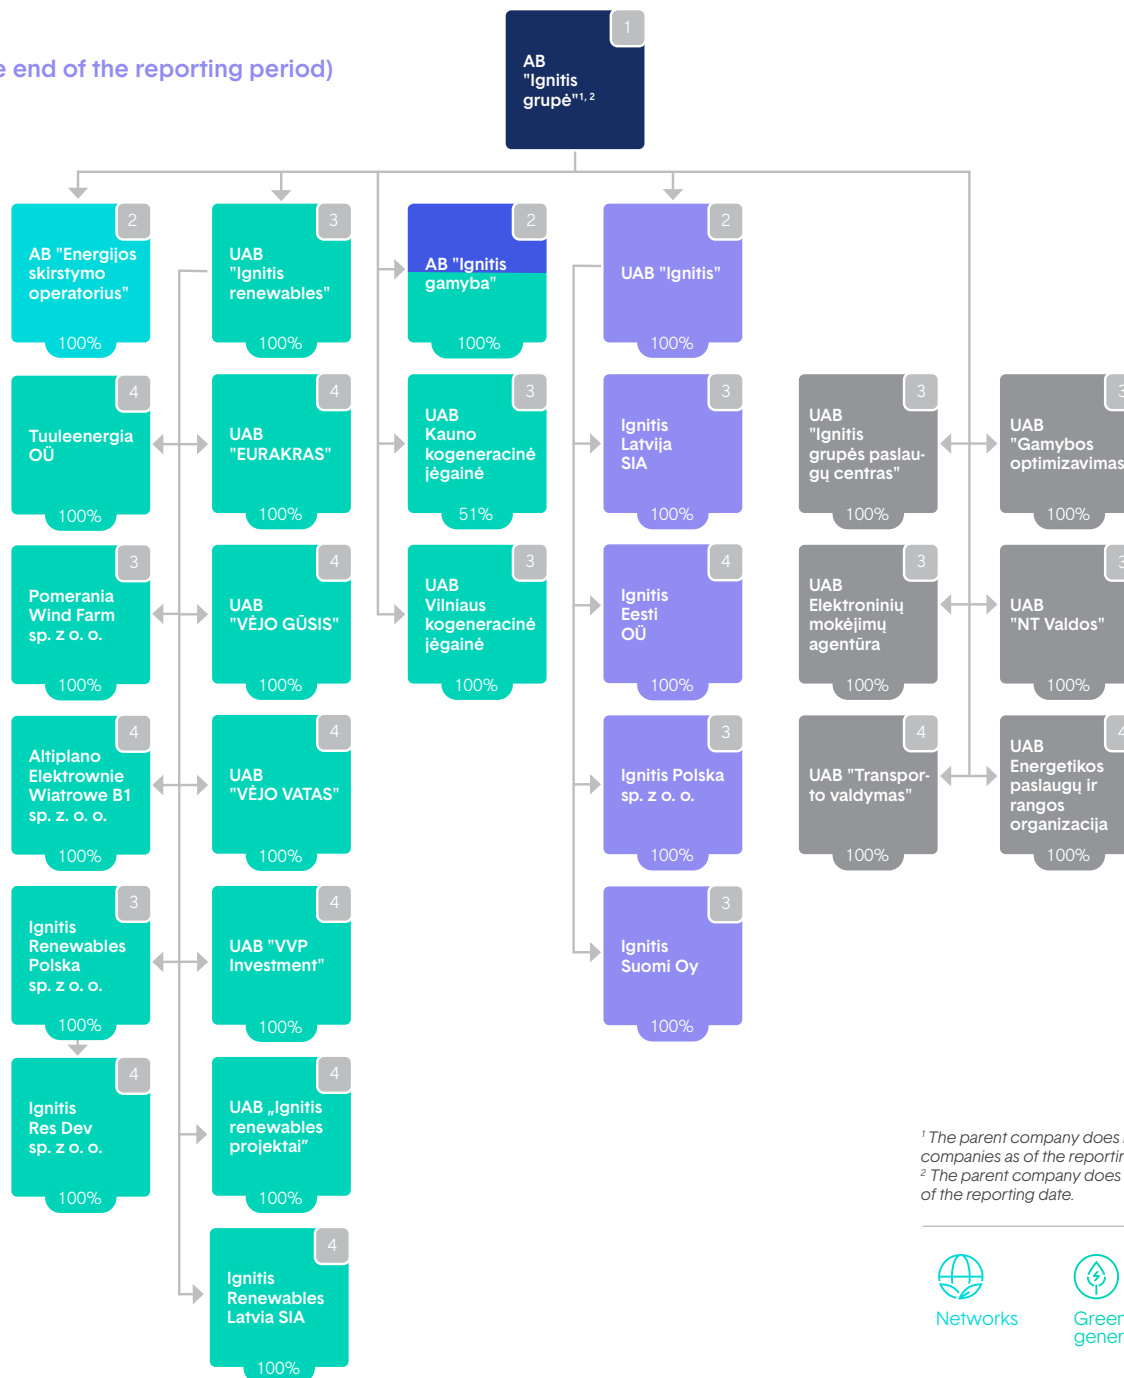 end of the reporting period)
1
AB
"Ignitis
grupė"1, 2
2
AB "Energijos
skirstymo
operatorius"
100%
3
UAB
"Ignitis
renewables"
100%
2
AB "Ignitis
gamyba"
100%
2
UAB "Ignitis"
100%
4
Tuuleenergia
OÜ
100%
4
UAB
"EURAKRAS"
100%
3
UAB
Kauno
kogeneracinė
jėgainė
51%
3
Ignitis
Latvija
SIA
100%
3
UAB
"Ignitis
grupės paslau-
gų centras"
100%
3
UAB
"Gamybos
optimizavimas
100%
3
Pomerania
Wind Farm
sp. z o. o.
100%
4
UAB
"VĖJO GŪSIS"
100%
3
UAB
Vilniaus
kogeneracinė
jėgainė
100%
4
Ignitis
Eesti
OÜ
100%
3
UAB
Elektroninių
mokėjimų
agentūra
100%
3
UAB
"NT Valdos"
100%
4
Altiplano
Elektrownie
Wiatrowe B1
sp. z. o. o.
100%
4
UAB
"VĖJO VATAS"
100%
3
Ignitis Polska
sp. z o. o.
100%
4
UAB "Transpor-
to valdymas"
100%
4
UAB
Energetikos
paslaugų ir
rangos
organizacija
100%
3
Ignitis
Renewables
Polska
sp. z o. o.
100%
4
UAB "VVP
Investment"
100%
3
Ignitis
Suomi Oy
100%
4
Ignitis
Res Dev
sp. z o. o.
100%
4
UAB „Ignitis
renewables
projektai"
100%
4
Ignitis
Renewables
Latvia SIA
100%
1 The parent company does
companies as of the
2 The parent company does
of the reporting date.
Networks
Green